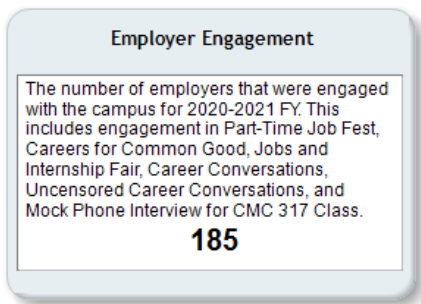 Employer Engagement
The number of employers that were engaged
with the campus for 2020-2021 FY. This
includes engagement in Part-Time Job Fest,
Careers for Common Good, Jobs and
Internship Fair, Career Conversations,
Uncensored Career Conversations, and
Mock Phone Interview for CMC 317 Class.
185